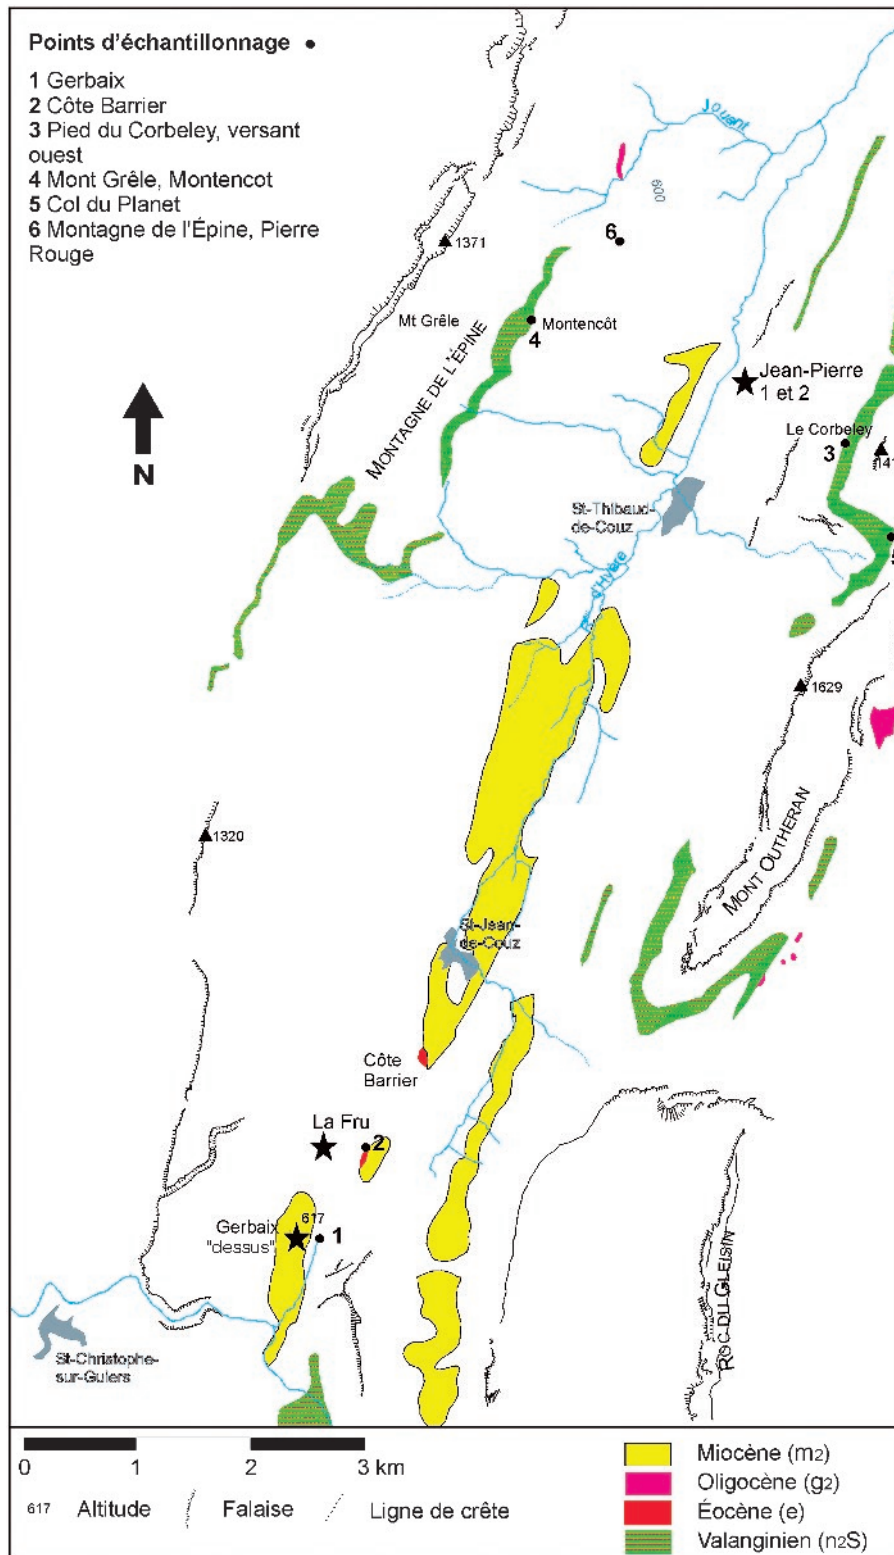 Points d'échantillonnage
1 Gerbaix
2 Côte Barrier
3 Pied du Corbeley, versant
ouest
4 Mont Grêle, Montencot
5 Col du Planet
6 Montagne de l'Épine, Pierre
Rouge
Jouant
600
6
1371
Mt Grêle
Montencôt
4
MONTAGNE DE L'ÉPINE
N
Jean-Pierre
1 et 2
Le Corbeley
3
141
St-Thibaud-
de-Couz
5
d'Hyère
1629
MONT OUTHERAN
1320
St-Jean-
de-Couz
Côte
Barrier
La Fru
2
617
Gerbaix
"dessus"
1
ROC DU GLEISIN
St-Christophe-
sur-Guiers
0 1 2 3 km
617 Altitude Falaise Ligne de crête
Miocène (m2)
Oligocène (g2)
Éocène (e)
Valanginien (n2S)